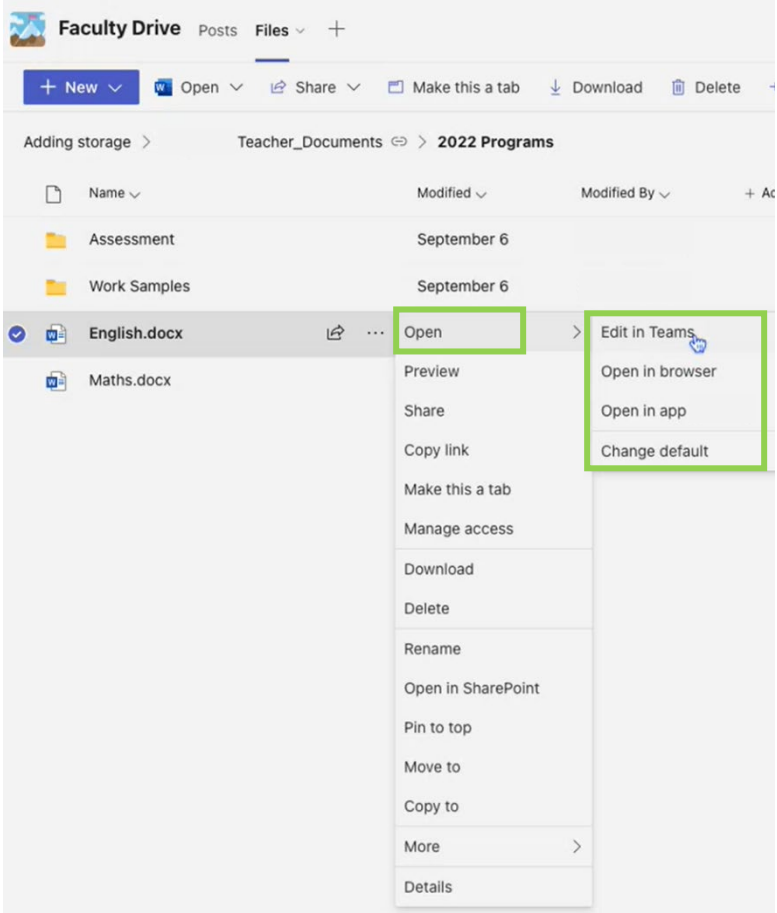 Faculty Drive Posts Files
New Open Share Make this a tab Download Delete
Adding storage Teacher_Documents 2022 Programs
Name Modified Modified By
Assessment September 6
Work Samples September 6
English.docx Open Edit in Teams
Maths.docx Preview Open in browser
Share Open in app
Copy link Change default
Make this a tab
Manage access
Download
Delete
Rename
Open in SharePoint
Pin to top
Move to
Copy to
More
Details